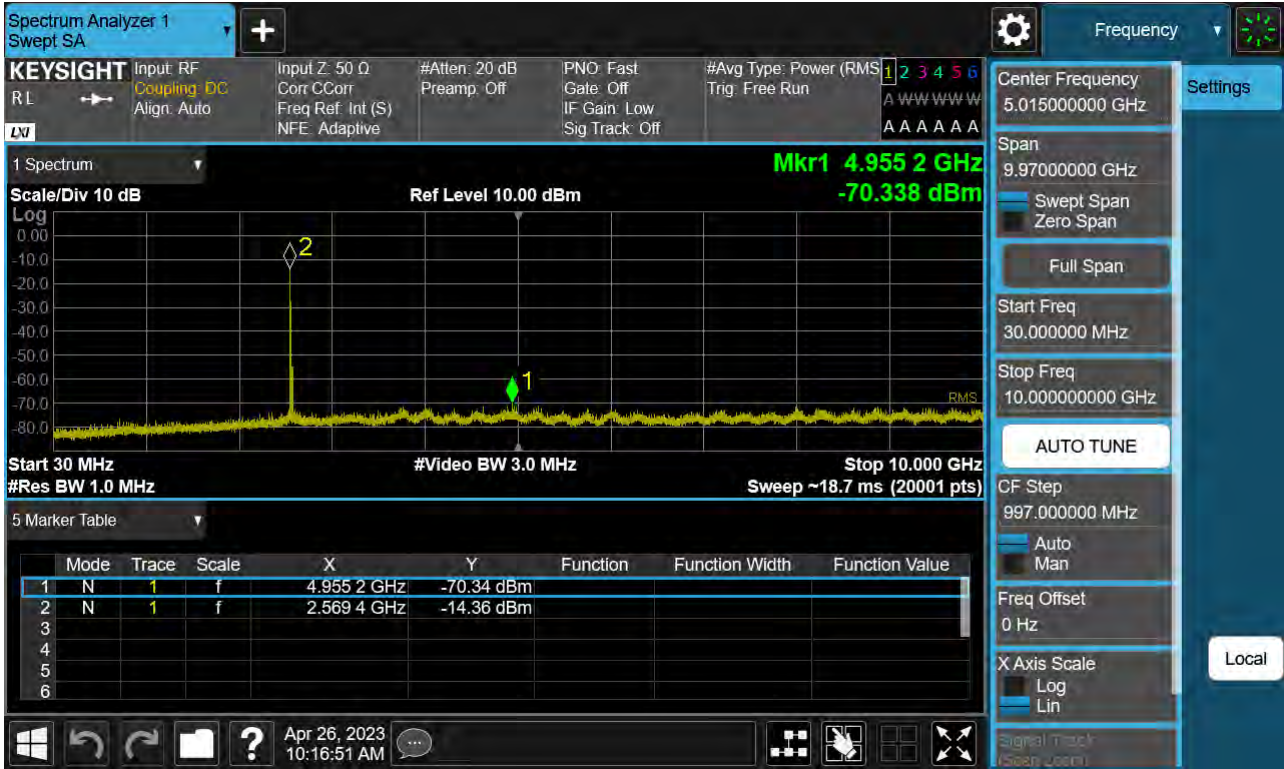 Spectrum Analyzer 1
Swept SA
Frequency
KEYSIGHT
R L
LXI
Input: RF
Coupling: DC
Align: Auto
Input Z: 50 Ω
Corr CCorr
Freq Ref: Int (S)
NFE: Adaptive
#Atten: 20 dB
Preamp: Off
PNO: Fast
Gate: Off
IF Gain: Low
Sig Track: Off
#Avg Type: Power (RMS
Trig: Free Run
1 2 3 4 5 6
A W W W W W
A A A A A A
1 Spectrum
Mkr1 4.955 2 GHz
-70.338 dBm
Scale/Div 10 dB
Ref Level 10.00 dBm
Log
0.00
-10.0
-20.0
-30.0
-40.0
-50.0
-60.0
-70.0
-80.0
2
1
RMS
Start 30 MHz
#Video BW 3.0 MHz
Stop 10.000 GHz
#Res BW 1.0 MHz
Sweep ~18.7 ms (20001 pts)
5 Marker Table
Mode Trace Scale X Y Function Function Width Function Value
1 N 1 f 4.955 2 GHz -70.34 dBm
2 N 1 f 2.569 4 GHz -14.36 dBm
3
4
5
6
Apr 26, 2023
10:16:51 AM
Center Frequency
5.015000000 GHz
Settings
Span
9.97000000 GHz
Swept Span
Zero Span
Full Span
Start Freq
30.000000 MHz
Stop Freq
10.000000000 GHz
AUTO TUNE
CF Step
997.000000 MHz
Auto
Man
Freq Offset
0 Hz
X Axis Scale
Log
Lin
Local
Signal Track
(Span Zoom)